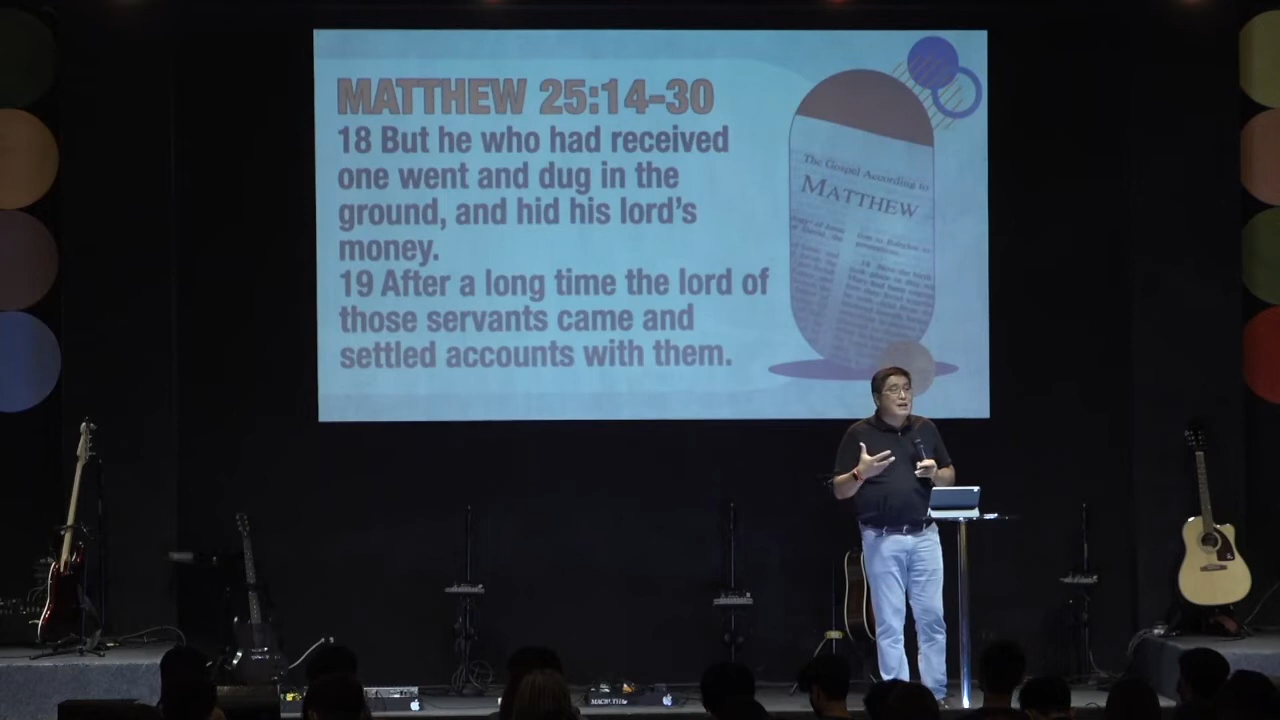 MATTHEW 25:14-30
18 But he who had received
one went and dug in the
ground, and hid his lord's
money.
19 After a long time the lord of
those servants came and
settled accounts with them.
The Gospel According to
MATTHEW